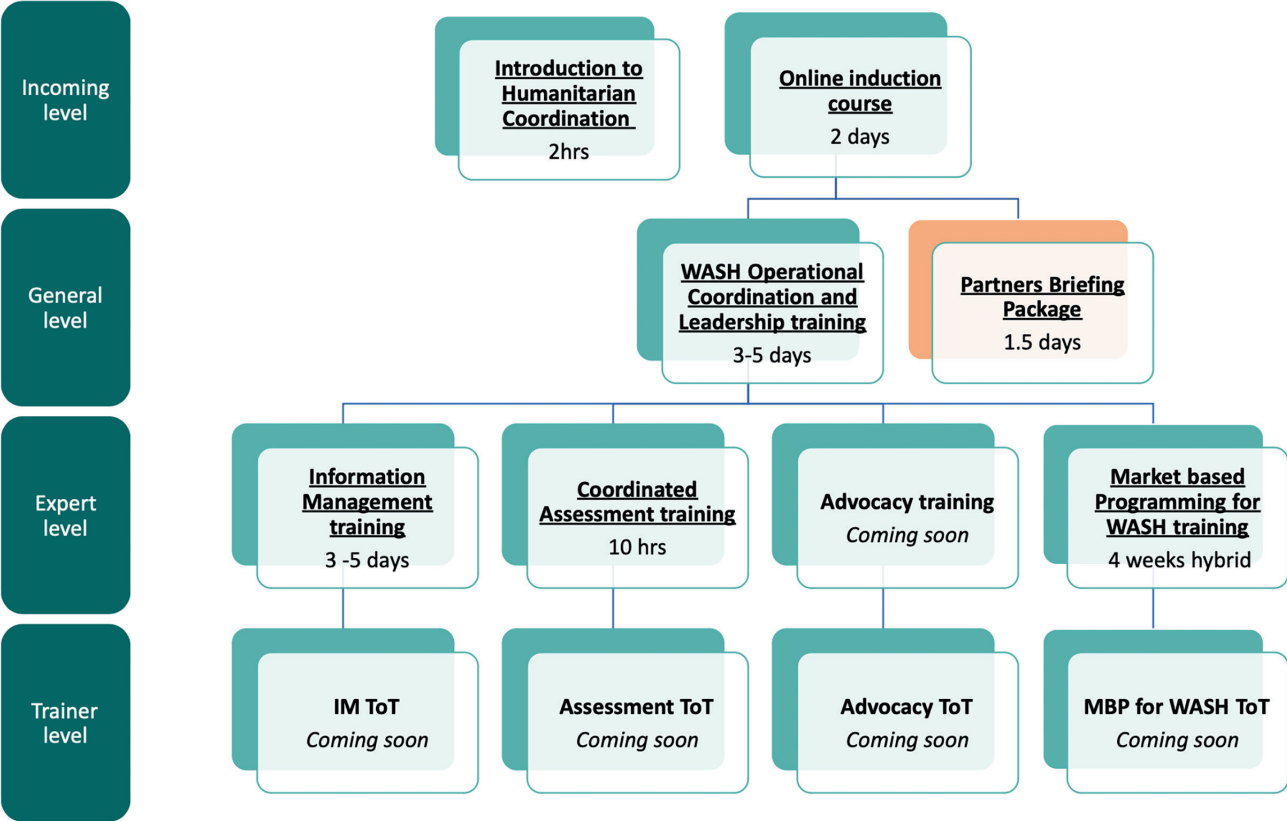 Incoming
level
Introduction to
Humanitarian
Coordination
2hrs
Online induction
course
2 days
General
level
WASH Operational
Coordination and
Leadership training
3-5 days
Partners Briefing
Package
1.5 days
Expert
level
Information
Management
training
3 -5 days
Coordinated
Assessment training
10 hrs
Advocacy training
Coming soon
Market based
Programming for
WASH training
4 weeks hybrid
Trainer
level
IM ToT
Coming soon
Assessment ToT
Coming soon
Advocacy ToT
Coming soon
MBP for WASH ToT
Coming soon